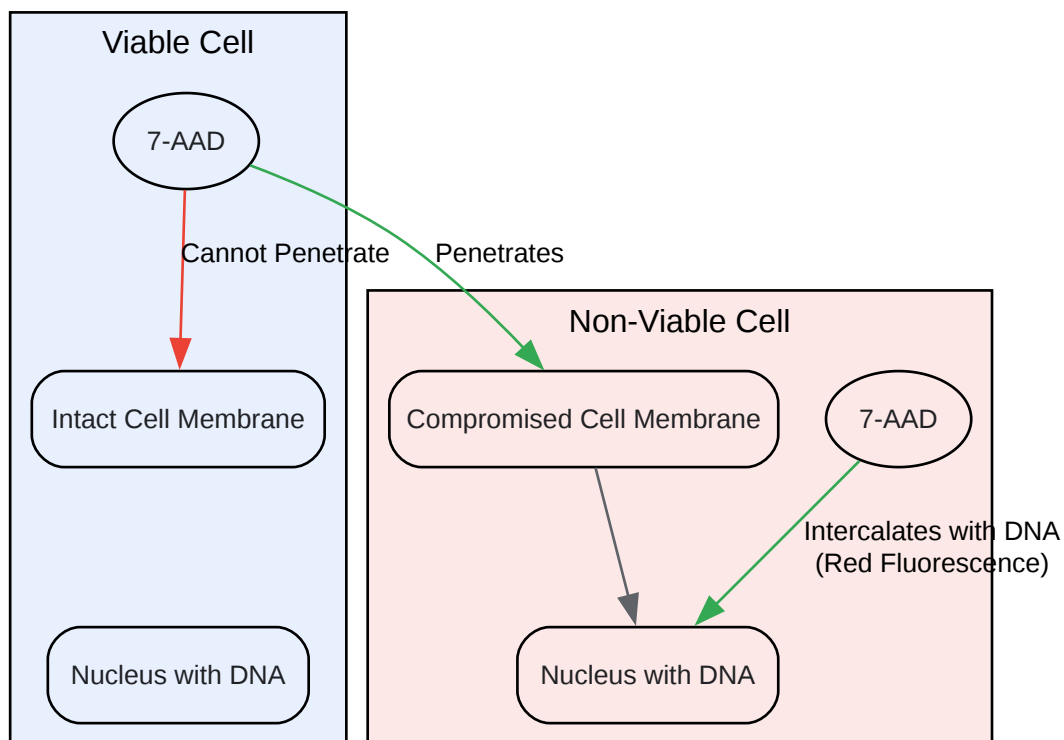 Viable Cell
7-AAD
Cannot Penetrate
Penetrates
Non-Viable Cell
Intact Cell Membrane
Compromised Cell Membrane
7-AAD
Intercalates with DNA
(Red Fluorescence)
Nucleus with DNA
Nucleus with DNA